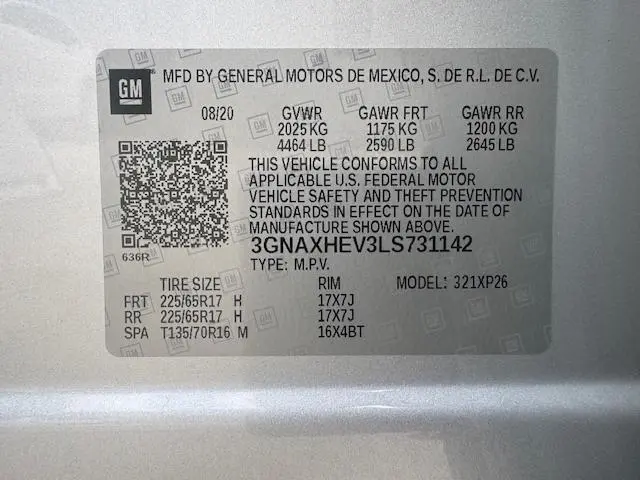 GM MFD BY GENERAL MOTORS DE MEXICO, S. DE R.L. DE C.V.
08/20 GVWR GAWR FRT GAWR RR
2025 KG 1175 KG 1200 KG
4464 LB 2590 LB 2645 LB
THIS VEHICLE CONFORMS TO ALL
APPLICABLE U.S. FEDERAL MOTOR
VEHICLE SAFETY AND THEFT PREVENTION
STANDARDS IN EFFECT ON THE DATE OF
MANUFACTURE SHOWN ABOVE.
3GNAXHEV3LS731142
636R
TYPE: M.P.V.
TIRE SIZE RIM MODEL: 321XP26
FRT 225/65R17 H 17X7J
RR 225/65R17 H 17X7J
SPA T135/70R16 M 16X4BT